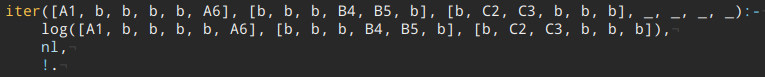 iter([A1, b, b, b, b, A6], [b, b, b, B4, B5, b], [b, C2, C3, b, b, b], _, _, _, _):-
    log([A1, b, b, b, b, A6], [b, b, b, B4, B5, b], [b, C2, C3, b, b, b]),¬
    nl,¬
    !.¬